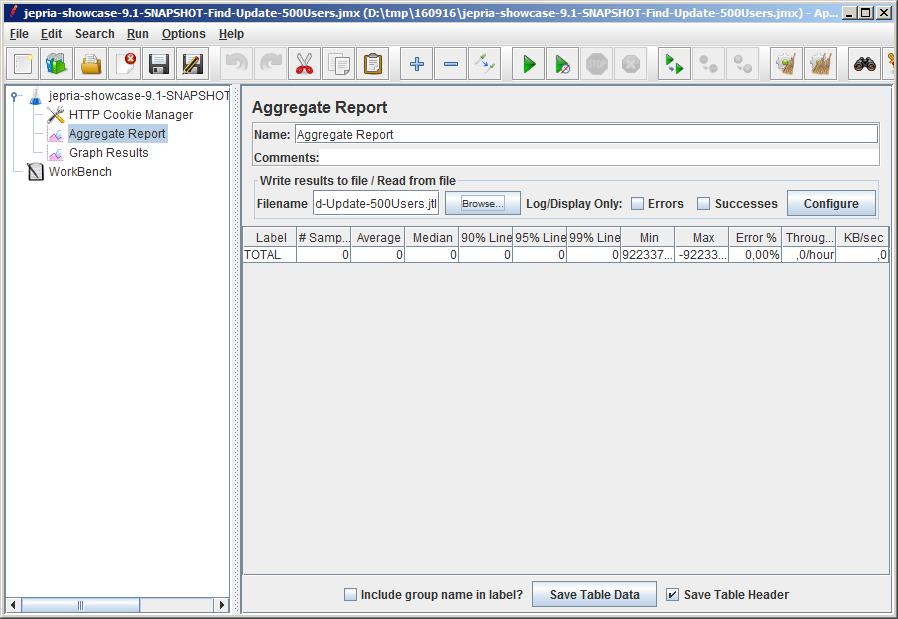 jepria-showcase-9.1-SNAPSHOT-Find-Update-500Users.jmx (D:\tmp\160916\jepria-showcase-9.1-SNAPSHOT-Find-Update-500Users.jmx) - Ap...
File Edit Search Run Options Help
STOP
jepria-showcase-9.1-SNAPSHOT
HTTP Cookie Manager
Aggregate Report
Graph Results
WorkBench
Aggregate Report
Name: Aggregate Report
Comments:
Write results to file / Read from file
Filename d-Update-500Users.jtl Browse... Log/Display Only: Errors Successes Configure
Label # Samp... Average Median 90% Line 95% Line 99% Line Min Max Error % Throug... KB/sec
TOTAL 0 0 0 0 0 0 922337... -92233... 0,00% ,0/hour ,0
Include group name in label? Save Table Data Save Table Header